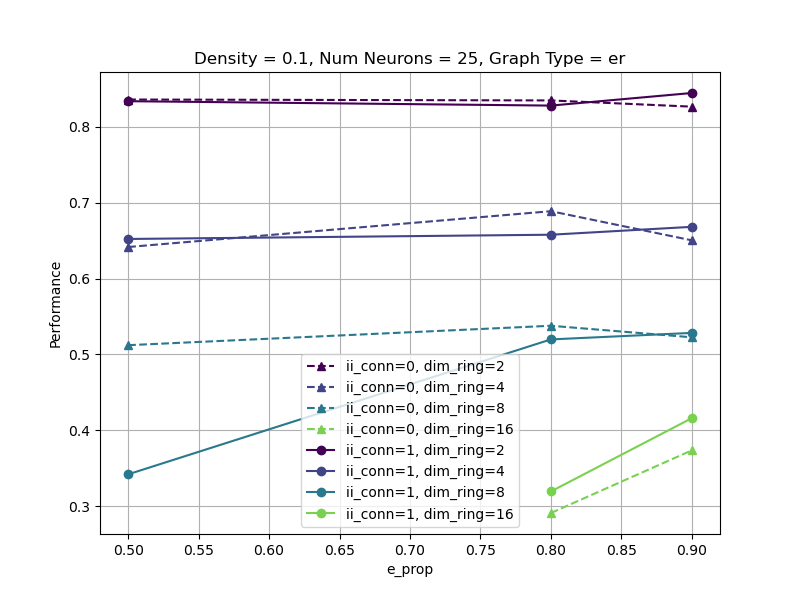 Density = 0.1, Num Neurons = 25, Graph Type = er
Performance
0.8
0.7
0.6
0.5
0.4
0.3
ii_conn=0, dim_ring=2
ii_conn=0, dim_ring=4
ii_conn=0, dim_ring=8
ii_conn=0, dim_ring=16
ii_conn=1, dim_ring=2
ii_conn=1, dim_ring=4
ii_conn=1, dim_ring=8
ii_conn=1, dim_ring=16
0.50 0.55 0.60 0.65 0.70 0.75 0.80 0.85 0.90
e_prop